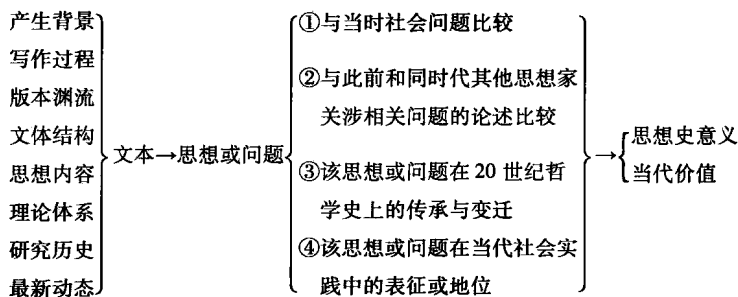 产生背景
写作过程
版本渊流
文体结构
思想内容
理论体系
研究历史
最新动态
文本→思想或问题
①与当时社会问题比较
②与此前和同时代其他思想家
关涉相关问题的论述比较
③该思想或问题在20世纪哲
学史上的传承与变迁
④该思想或问题在当代社会实
践中的表征或地位
→
思想史意义
当代价值